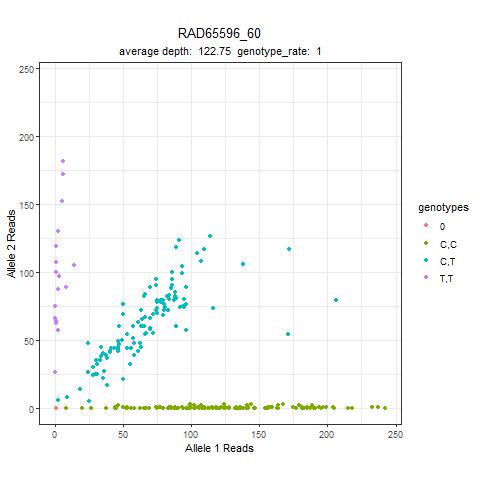 RAD65596_60
average depth: 122.75 genotype_rate: 1
250
200
150
100
50
0
Allele 2 Reads
0 50 100 150 200 250
Allele 1 Reads
genotypes
0
C,C
C,T
T,T